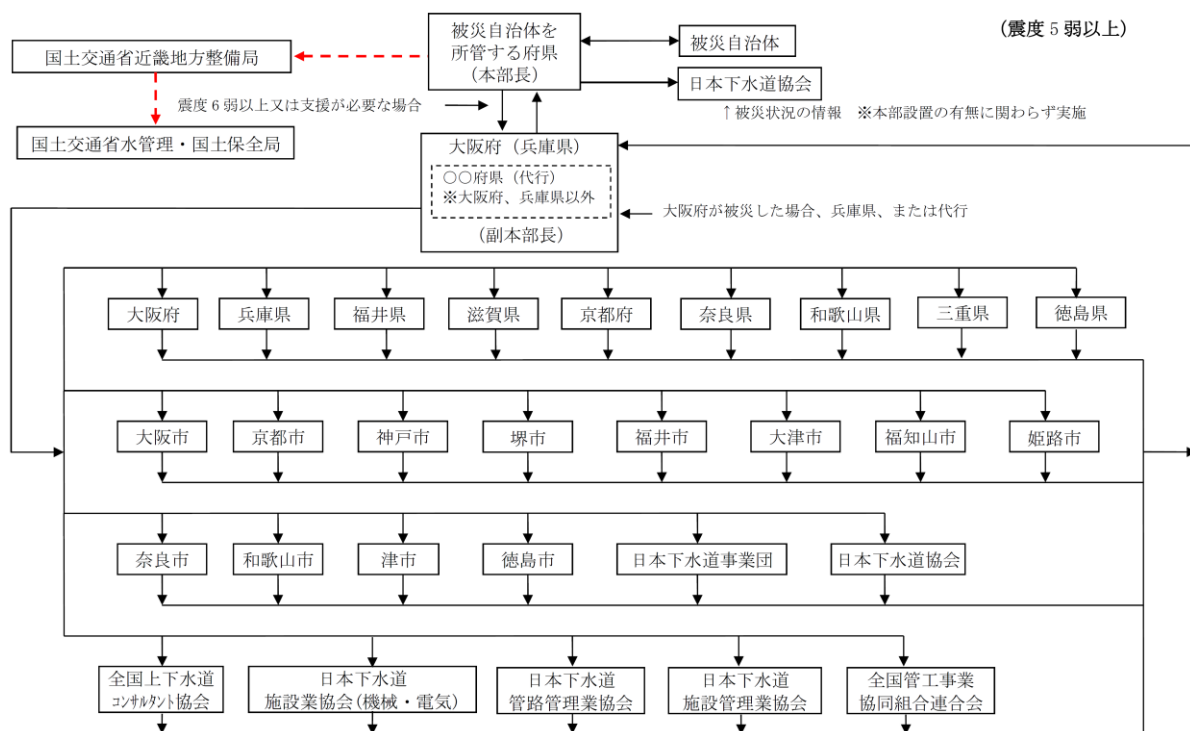 (震度５弱以上)
被災自治体を
所管する府県
(本部長)
被災自治体
国土交通省近畿地方整備局
日本下水道協会
震度６弱以上又は支援が必要な場合
↑被災状況の情報　※本部設置の有無に関わらず実施
国土交通省水管理・国土保全局
大阪府（兵庫県）
○○府県（代行）
※大阪府、兵庫県以外
(副本部長)
大阪府が被災した場合、兵庫県、または代行
大阪府
兵庫県
福井県
滋賀県
京都府
奈良県
和歌山県
三重県
徳島県
大阪市
京都市
神戸市
堺市
福井市
大津市
福知山市
姫路市
奈良市
和歌山市
津市
徳島市
日本下水道事業団
日本下水道協会
全国上下水道
コンサルタント協会
日本下水道
施設業協会(機械・電気)
日本下水道
管路管理業協会
日本下水道
施設管理業協会
全国管工事業
協同組合連合会